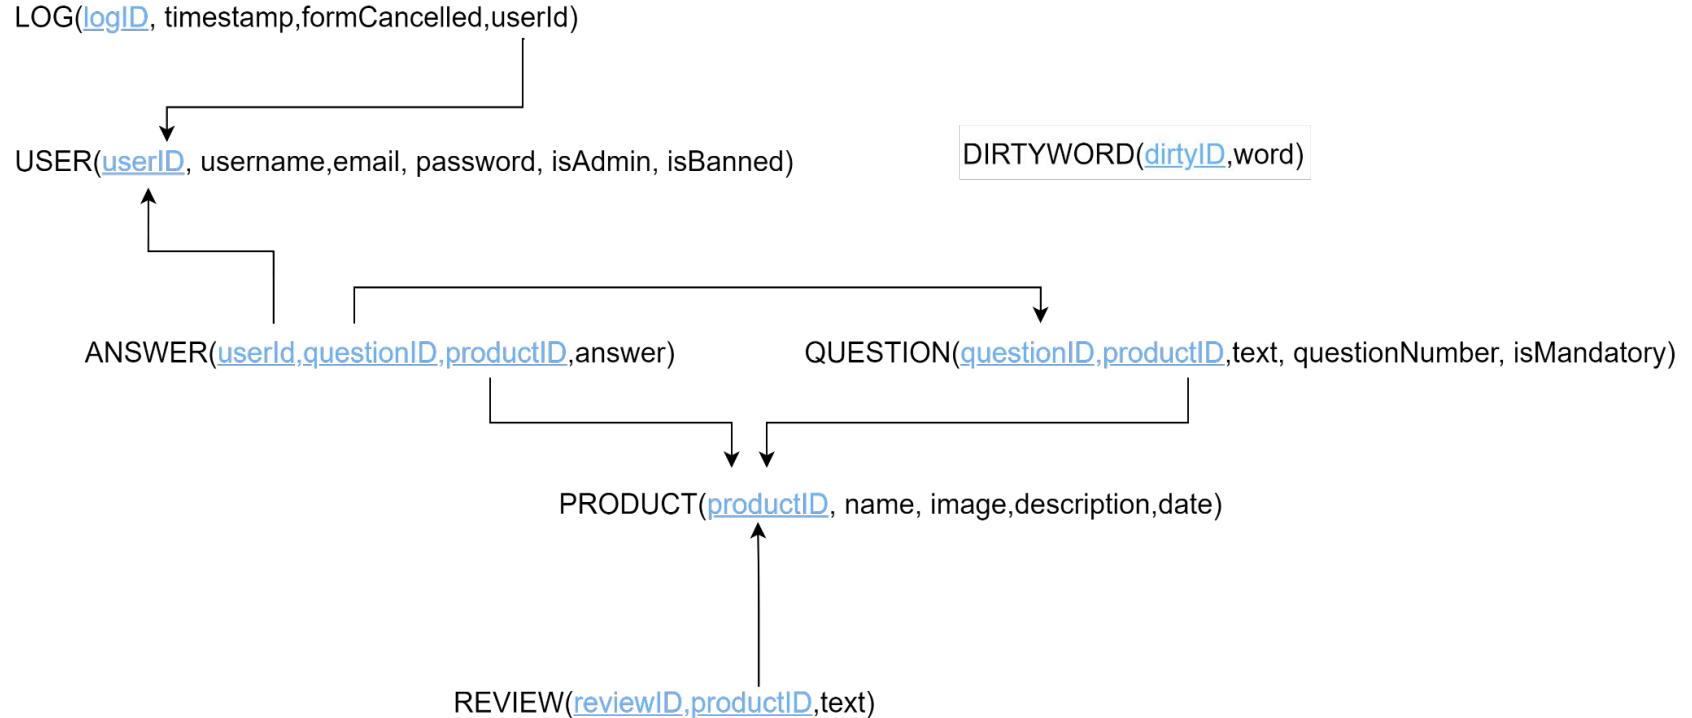 LOG(logID, timestamp,formCancelled,userId)
USER(userID, username,email, password, isAdmin, isBanned)
DIRTYWORD(dirtyID,word)
ANSWER(userId,questionID,productID,answer)
QUESTION(questionID,productID,text, questionNumber, isMandatory)
PRODUCT(productID, name, image,description,date)
REVIEW(reviewID,productID,text)